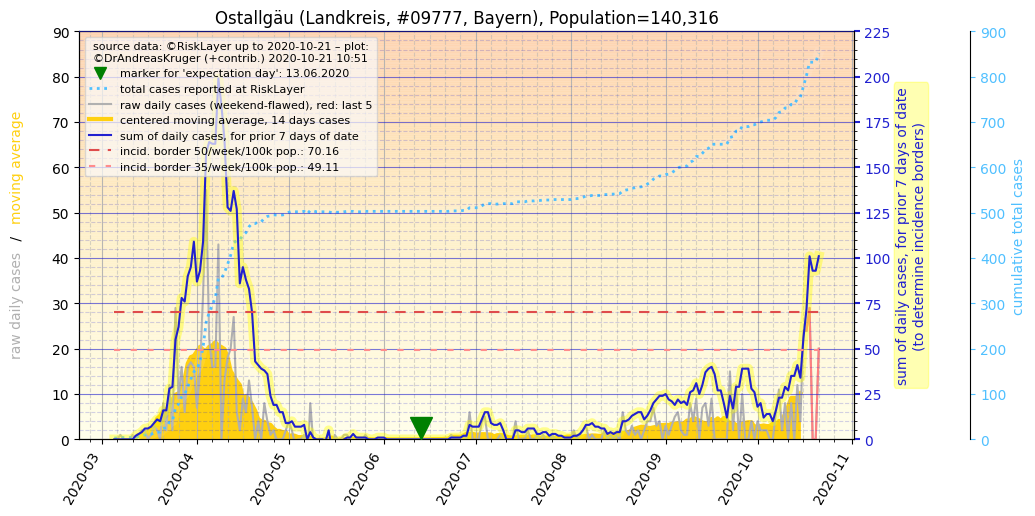 Ostallgäu (Landkreis, #09777, Bayern), Population=140,316
source data: ©RiskLayer up to 2020-10-21 – plot:
©DrAndreasKruger (+contrib.) 2020-10-21 10:51
marker for 'expectation day': 13.06.2020
total cases reported at RiskLayer
raw daily cases (weekend-flawed), red: last 5
centered moving average, 14 days cases
sum of daily cases, for prior 7 days of date
incid. border 50/week/100k pop.: 70.16
incid. border 35/week/100k pop.: 49.11
raw daily cases / moving average
90
80
70
60
50
40
30
20
10
0
2020-03
2020-04
2020-05
2020-06
2020-07
2020-08
2020-09
2020-10
2020-11
225
200
175
150
125
100
75
50
25
0
sum of daily cases, for prior 7 days of date
(to determine incidence borders)
900
800
700
600
500
400
300
200
100
0
cumulative total cases